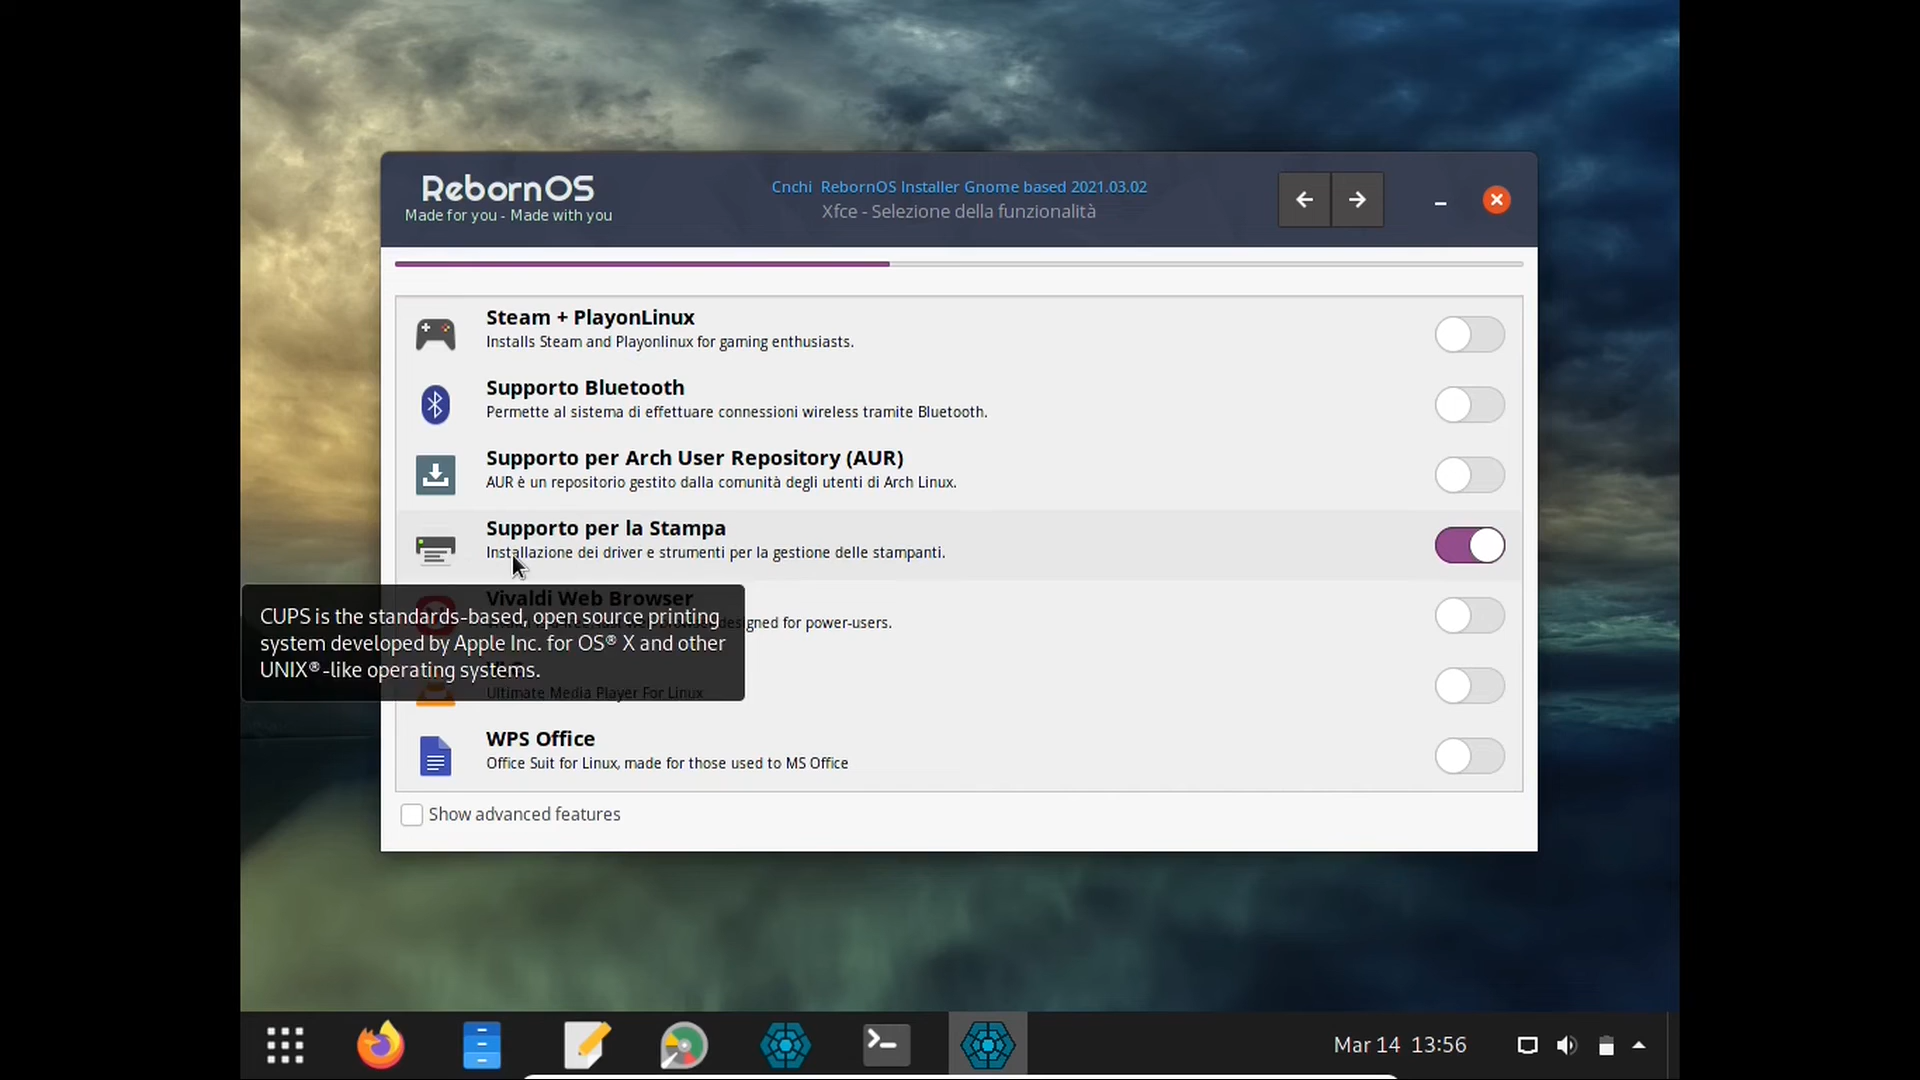 RebornOS
Made for you - Made with you
Cnchi RebornOS Installer Gnome based 2021.03.02
Xfce - Selezione della funzionalità
Steam + PlayonLinux
Installs Steam and Playonlinux for gaming enthusiasts.
Supporto Bluetooth
Permette al sistema di effettuare connessioni wireless tramite Bluetooth.
Supporto per Arch User Repository (AUR)
AUR è un repositorio gestito dalla comunità degli utenti di Arch Linux.
Supporto per la Stampa
Installazione dei driver e strumenti per la gestione delle stampanti.
CUPS is the standards-based, open source printing
system developed by Apple Inc. for OS® X and other
UNIX®-like operating systems.
Vivaldi Web Browser
designed for power-users.
Ultimate Media Player For Linux
WPS Office
Office Suit for Linux, made for those used to MS Office
Show advanced features
Mar 14 13:56